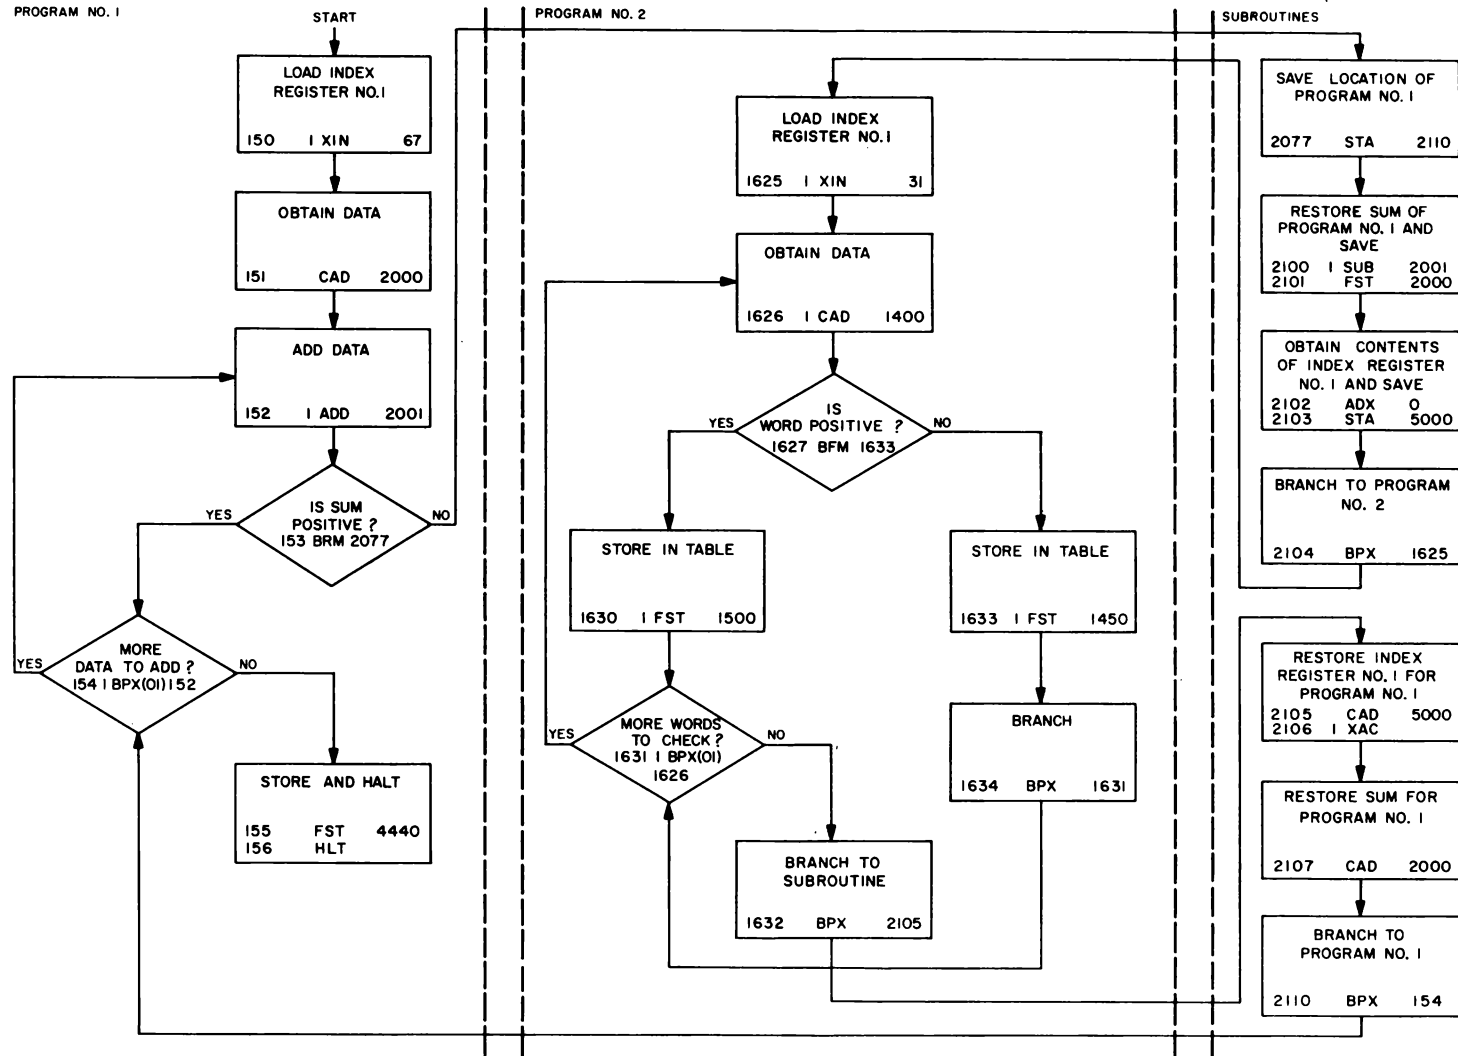 PROGRAM NO. 1
START
LOAD INDEX
REGISTER NO.1
150 1 XIN 67
OBTAIN DATA
151 CAD 2000
ADD DATA
152 1 ADD 2001
IS SUM
POSITIVE ?
153 BRM 2077
YES
NO
MORE
DATA TO ADD ?
154 1 BPX(01)152
YES
NO
STORE AND HALT
155 FST 4440
156 HLT
PROGRAM NO. 2
LOAD INDEX
REGISTER NO.1
1625 1 XIN 31
OBTAIN DATA
1626 1 CAD 1400
IS
WORD POSITIVE ?
1627 BFM 1633
YES
NO
STORE IN TABLE
1630 1 FST 1500
STORE IN TABLE
1633 1 FST 1450
MORE WORDS
TO CHECK ?
1631 1 BPX(01)
1626
YES
NO
BRANCH
1634 BPX 1631
BRANCH TO
SUBROUTINE
1632 BPX 2105
SUBROUTINES
SAVE LOCATION OF
PROGRAM NO. 1
2077 STA 2110
RESTORE SUM OF
PROGRAM NO. 1 AND
SAVE
2100 1 SUB 2001
2101 FST 2000
OBTAIN CONTENTS
OF INDEX REGISTER
NO. 1 AND SAVE
2102 ADX 0
2103 STA 5000
BRANCH TO PROGRAM
NO. 2
2104 BPX 1625
RESTORE INDEX
REGISTER NO. 1 FOR
PROGRAM NO. 1
2105 CAD 5000
2106 1 XAC
RESTORE SUM FOR
PROGRAM NO. 1
2107 CAD 2000
BRANCH TO
PROGRAM NO. 1
2110 BPX 154